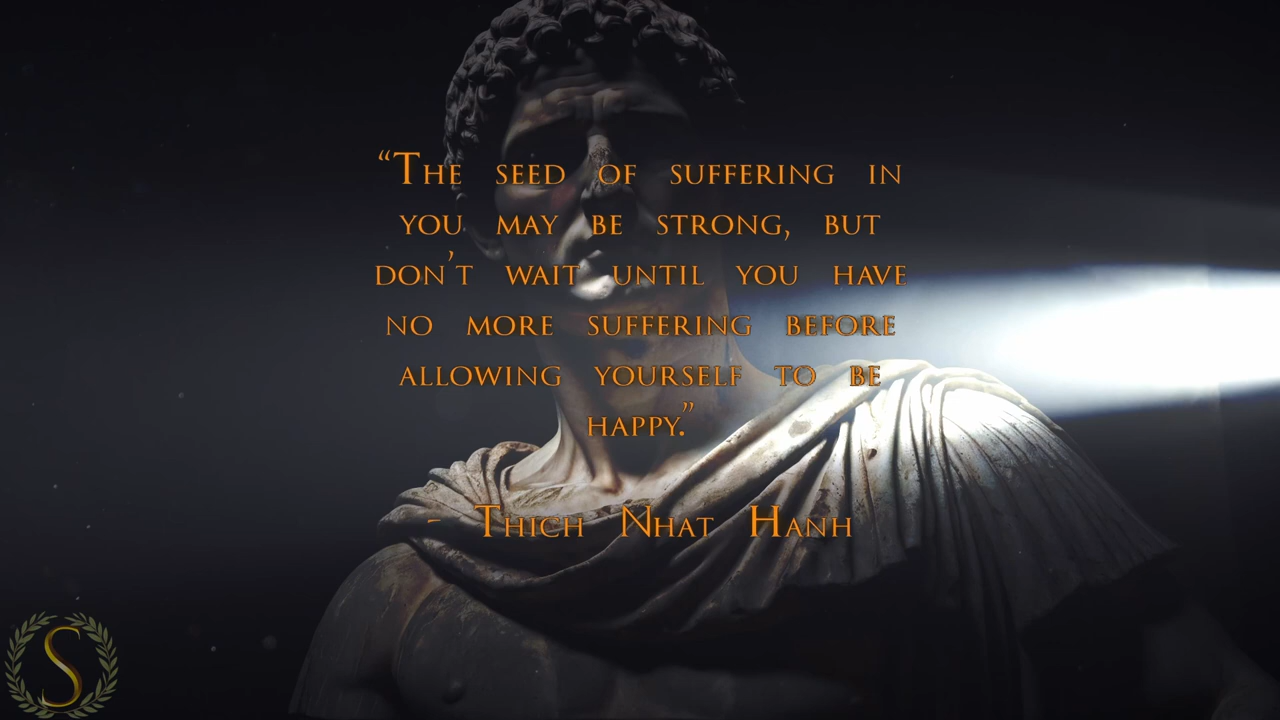 “The seed of suffering in
you may be strong, but
don’t wait until you have
no more suffering before
allowing yourself to be
happy.”
- Thich Nhat Hanh
S